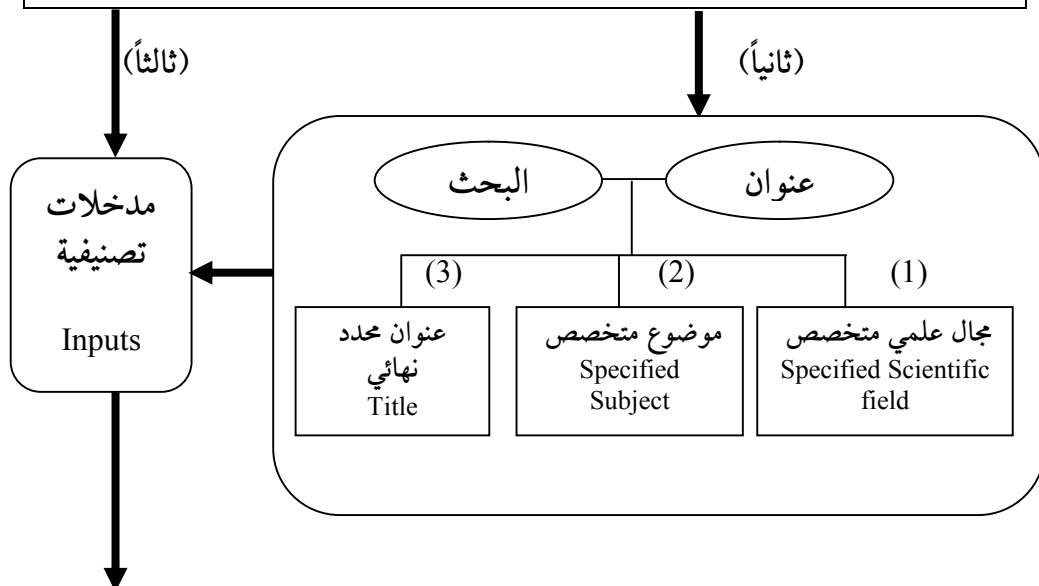 (ثانياً)
(ثالثاً)
عنوان
البحث
(1)
(2)
(3)
مجال علمي متخصص
Specified Scientific
field
موضوع متخصص
Specified
Subject
عنوان محدد
نهائي
Title
مدخلات
تصنيفية
Inputs